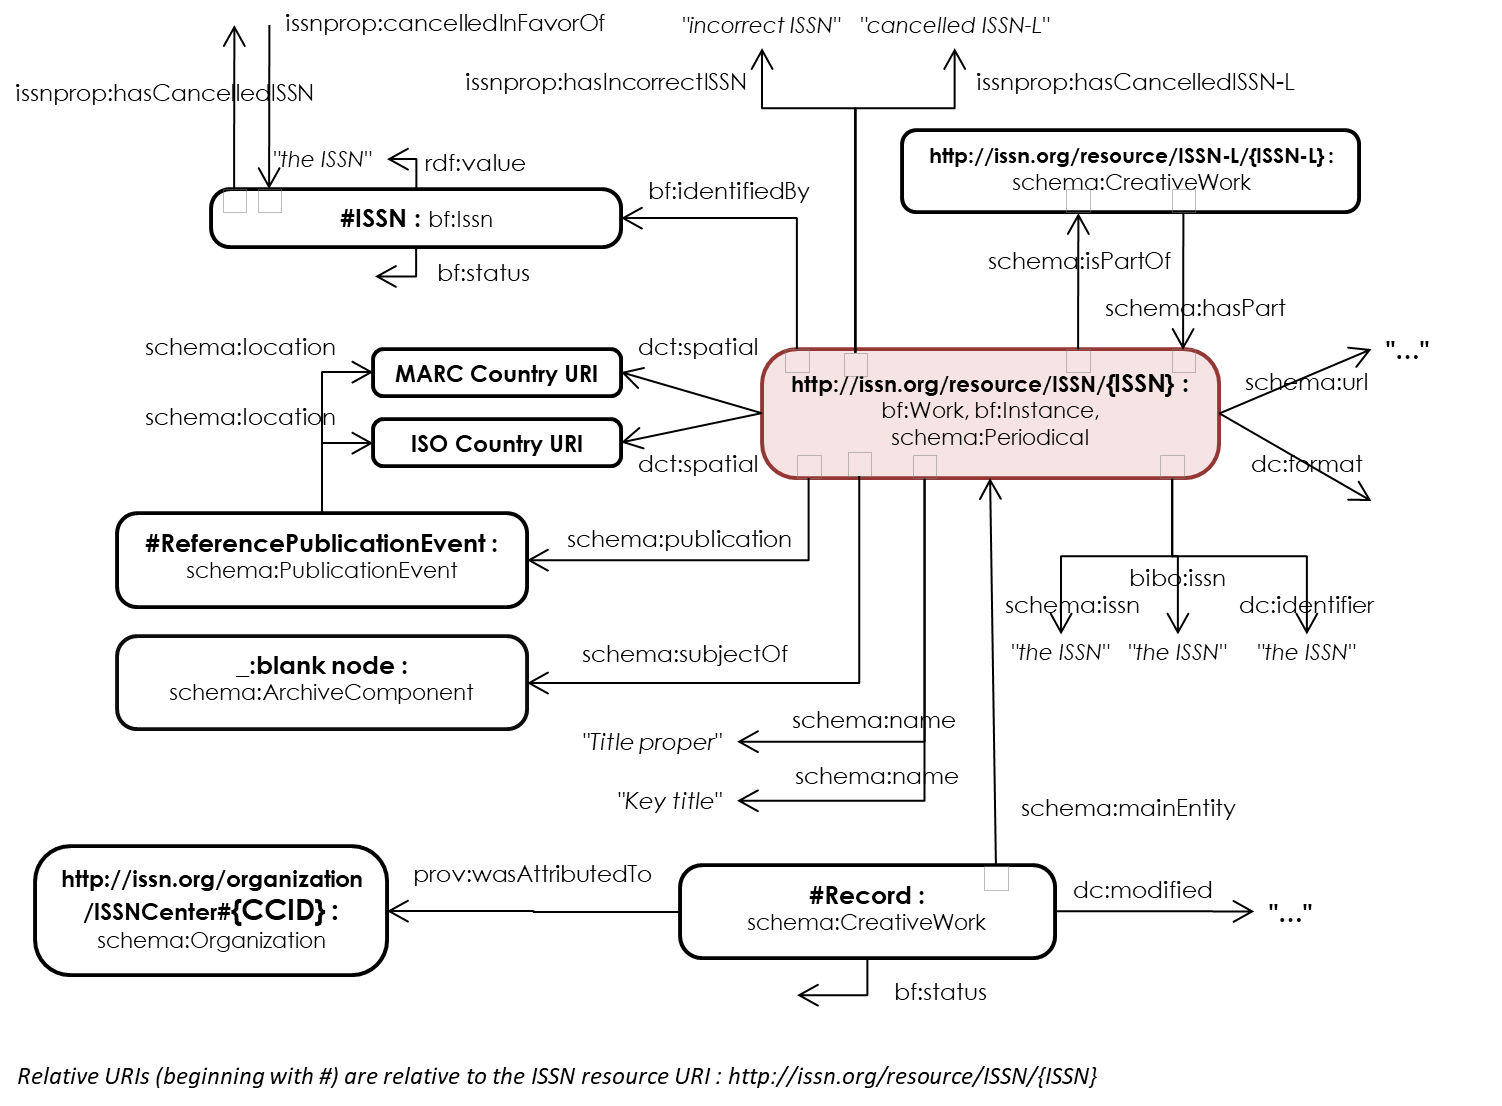 issnprop:cancelledInFavorOf
"incorrect ISSN"
"cancelled ISSN-L"
issnprop:hasCancelledISSN
issnprop:hasIncorrectISSN
issnprop:hasCancelledISSN-L
"the ISSN"
rdf:value
http://issn.org/resource/ISSN-L/{ISSN-L} :
schema:CreativeWork
bf:identifiedBy
#ISSN : bf:Issn
bf:status
schema:isPartOf
schema:hasPart
schema:location
MARC Country URI
dct:spatial
schema:location
ISO Country URI
dct:spatial
http://issn.org/resource/ISSN/{ISSN} :
bf:Work, bf:Instance,
schema:Periodical
"..."
schema:url
dc:format
#ReferencePublicationEvent :
schema:PublicationEvent
schema:publication
bibo:issn
schema:issn
dc:identifier
"the ISSN"
"the ISSN"
"the ISSN"
_:blank node :
schema:ArchiveComponent
schema:subjectOf
schema:name
"Title proper"
schema:name
"Key title"
schema:mainEntity
http://issn.org/organization
/ISSNCenter#{CCID} :
schema:Organization
prov:wasAttributedTo
#Record :
schema:CreativeWork
dc:modified
"..."
bf:status
Relative URIs (beginning with #) are relative to the ISSN resource URI : http://issn.org/resource/ISSN/{ISSN}